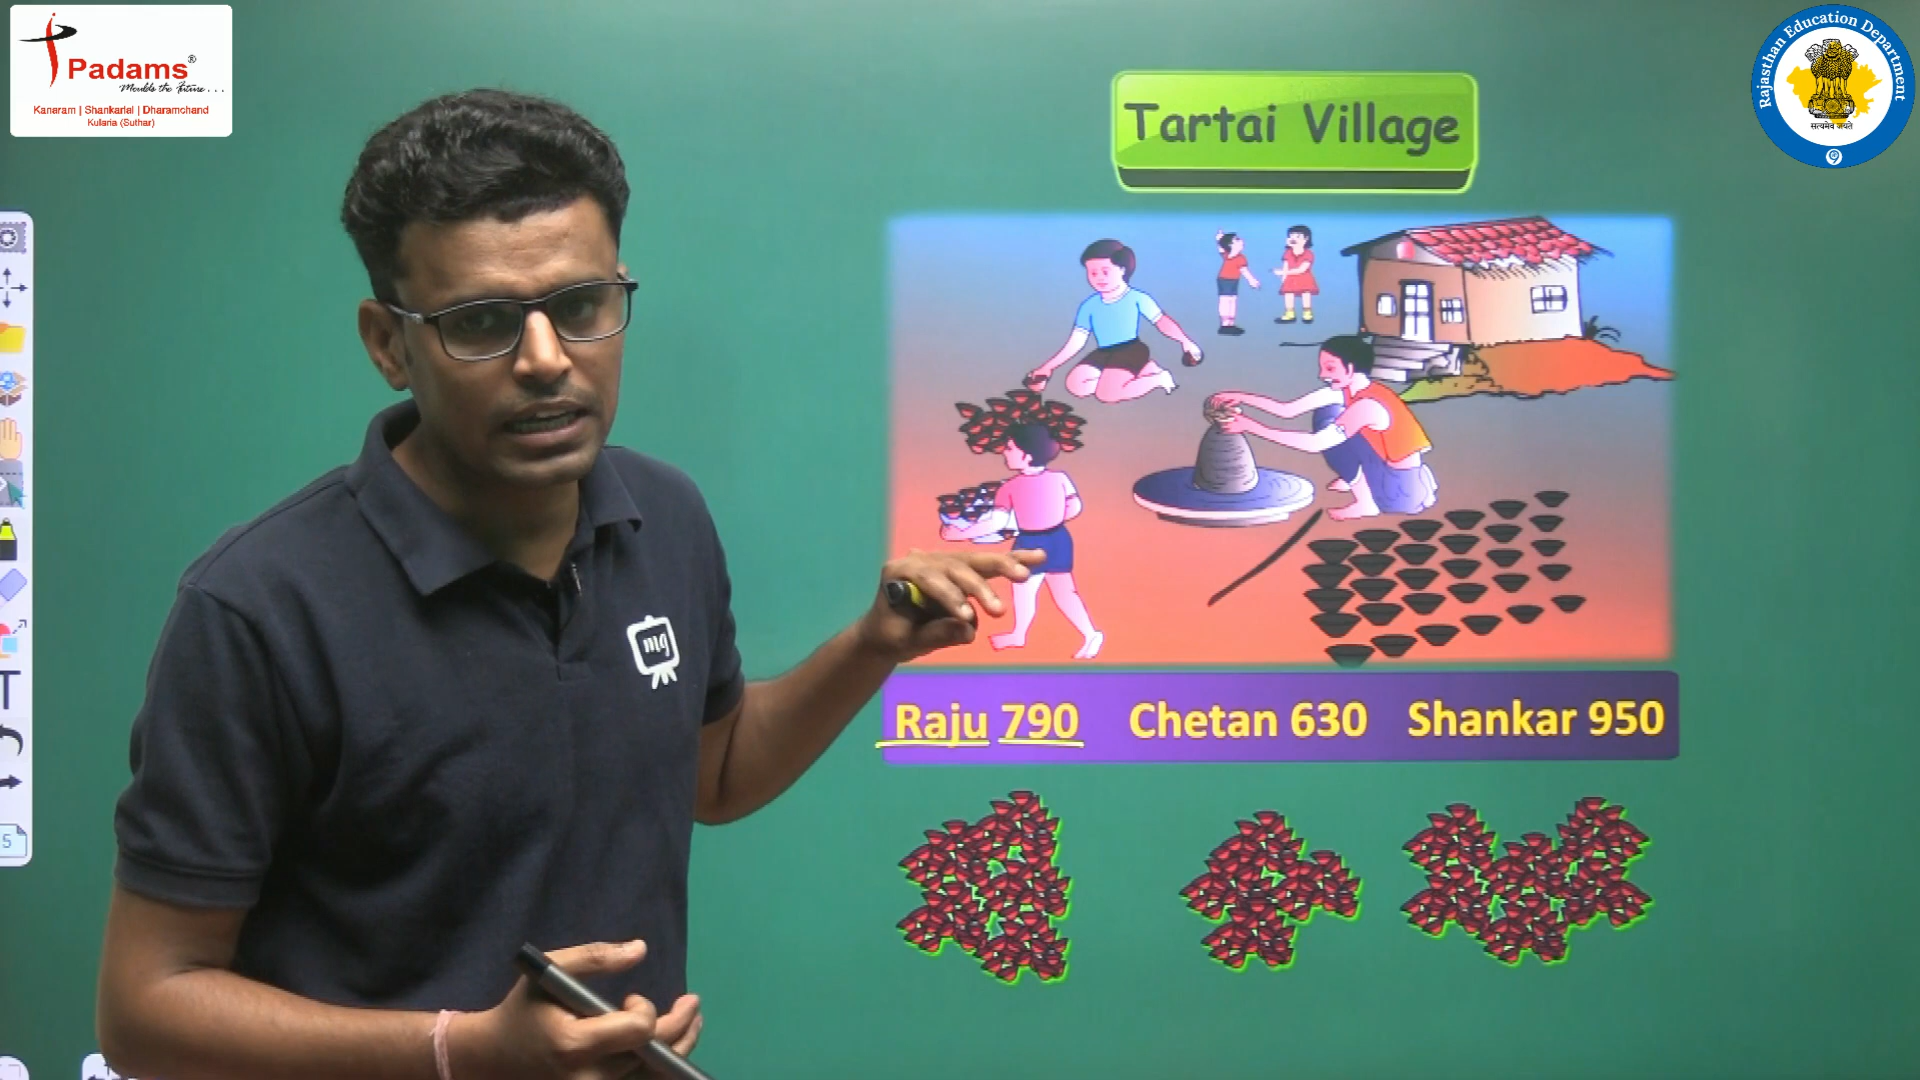 Padams®
Moulds the Future . . .
Kanaram | Shankarlal | Dharamchand
Kularia (Suthar)
Rajasthan Education Department
सत्यमेव जयते
Tartai Village
Raju 790 Chetan 630 Shankar 950
T
5